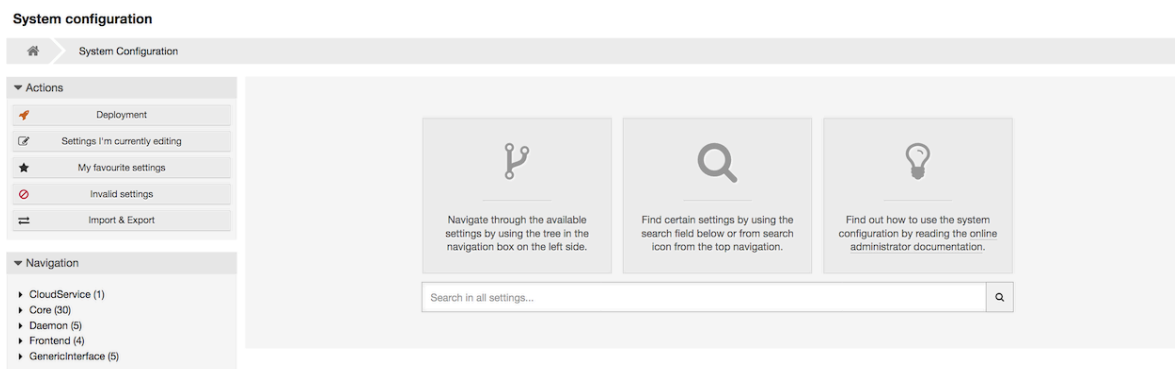 System configuration
System Configuration
Actions
Deployment
Settings I'm currently editing
My favourite settings
Invalid settings
Import & Export
Navigation
CloudService (1)
Core (30)
Daemon (5)
Frontend (4)
GenericInterface (5)
Navigate through the available
settings by using the tree in the
navigation box on the left side.
Find certain settings by using the
search field below or from search
icon from the top navigation.
Find out how to use the system
configuration by reading the online
administrator documentation.
Search in all settings...